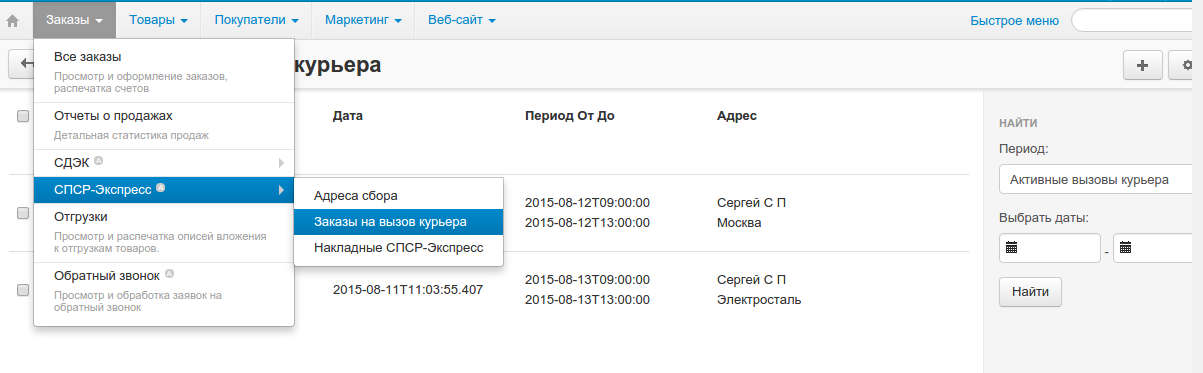 Заказы Товары Покупатели Маркетинг Веб-сайт Быстрое меню
курьера
Все заказы
Просмотр и оформление заказов,
распечатка счетов
Отчеты о продажах
Детальная статистика продаж
СДЭК A
СПСР-Экспресс A
Отгрузки
Просмотр и распечатка описей вложения
к отгрузкам товаров.
Обратный звонок A
Просмотр и обработка заявок на
обратный звонок
Адреса сбора
Заказы на вызов курьера
Накладные СПСР-Экспресс
Дата Период От До Адрес
2015-08-12T09:00:00 Сергей С П
2015-08-12T13:00:00 Москва
2015-08-11T11:03:55.407
2015-08-13T09:00:00 Сергей С П
2015-08-13T13:00:00 Электросталь
НАЙТИ
Период:
Активные вызовы курьера
Выбрать даты:
-
Найти